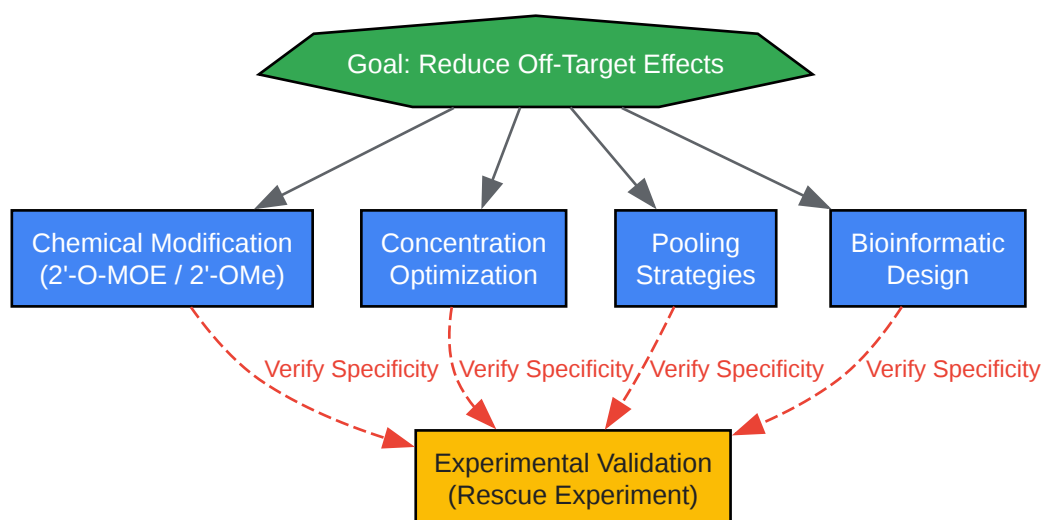 Goal: Reduce Off-Target Effects
Chemical Modification
(2'-O-MOE / 2'-OMe)
Concentration
Optimization
Pooling
Strategies
Bioinformatic
Design
Verify Specificity
Verify Specificity
Verify Specificity
Verify Specificity
Experimental Validation
(Rescue Experiment)